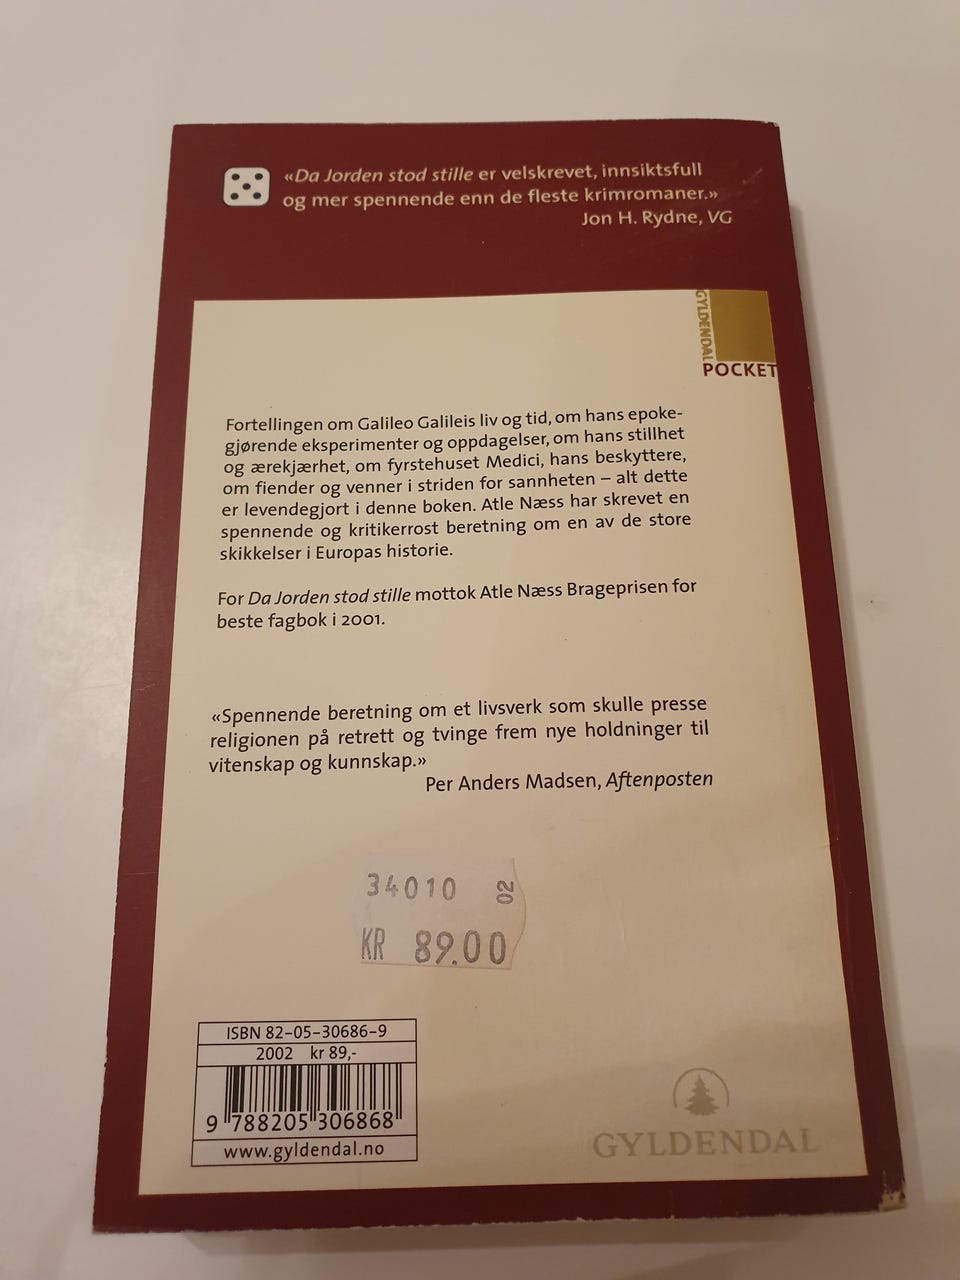 «Da Jorden stod stille er velskrevet, innsiktsfull
og mer spennende enn de fleste krimromaner.»
Jon H. Rydne, VG
GYLDENDAL
POCKET
Fortellingen om Galileo Galileis liv og tid, om hans epoke-
gjørende eksperimenter og oppdagelser, om hans stillhet
og ærekjærhet, om fyrstehuset Medici, hans beskyttere,
om fiender og venner i striden for sannheten – alt dette
er levendegjort i denne boken. Atle Næss har skrevet en
spennende og kritikerrost beretning om en av de store
skikkelser i Europas historie.
For Da Jorden stod stille mottok Atle Næss Brageprisen for
beste fagbok i 2001.
«Spennende beretning om et livsverk som skulle presse
religionen på retrett og tvinge frem nye holdninger til
vitenskap og kunnskap.»
Per Anders Madsen, Aftenposten
34010 02
KR 89.00
ISBN 82-05-30686-9
2002 kr 89,-
9 788205 306868
www.gyldendal.no
GYLDENDAL